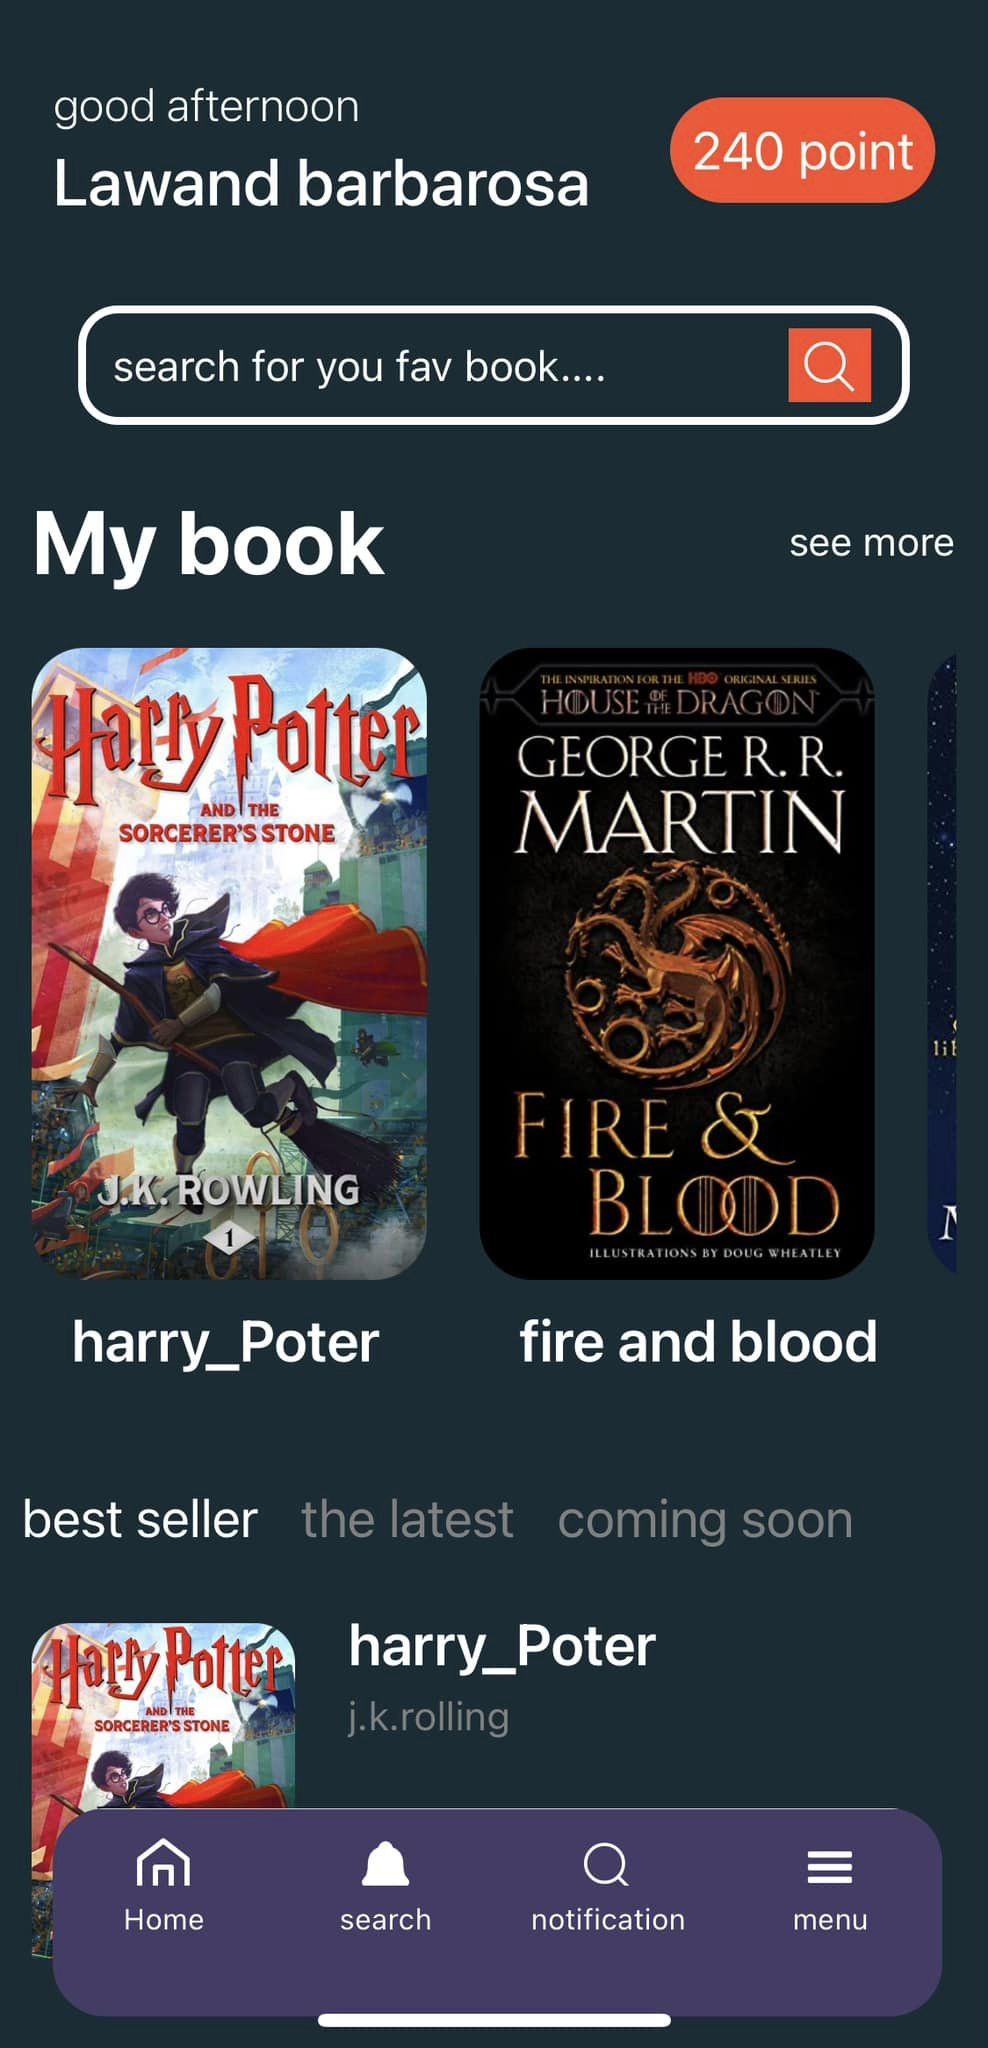 good afternoon
Lawand barbarosa
240 point
search for you fav book....
My book
see more
Harry Potter
AND THE
SORCERER'S STONE
J.K. ROWLING
1
THE INSPIRATION FOR THE HBO ORIGINAL SERIES
HOUSE OF THE DRAGON
GEORGE R. R.
MARTIN
FIRE &
BLOOD
ILLUSTRATIONS BY DOUG WHEATLEY
harry_Poter
fire and blood
best seller
the latest
coming soon
Harry Potter
AND THE
SORCERER'S STONE
harry_Poter
j.k.rolling
Home
search
notification
menu